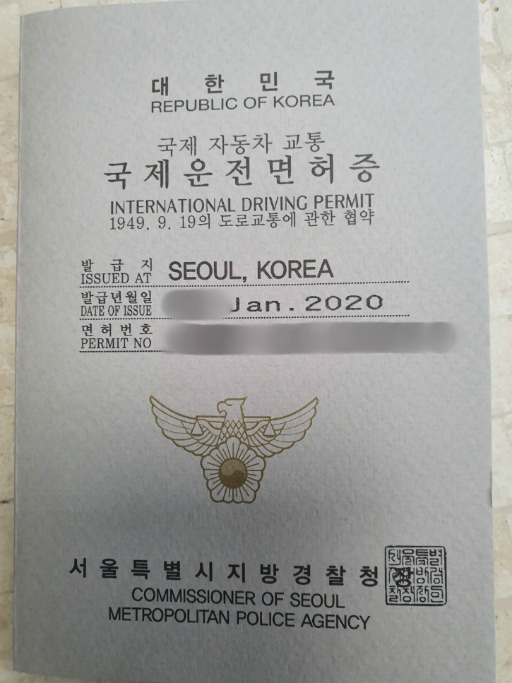 대 한 민 국
REPUBLIC OF KOREA
국제 자동차 교통
국제운전면허증
INTERNATIONAL DRIVING PERMIT
1949. 9. 19의 도로교통에 관한 협약
발 급 지
ISSUED AT SEOUL, KOREA
발급년월일
DATE OF ISSUE Jan. 2020
면 허 번 호
PERMIT NO
서울특별시지방경찰청장
COMMISSIONER OF SEOUL
METROPOLITAN POLICE AGENCY